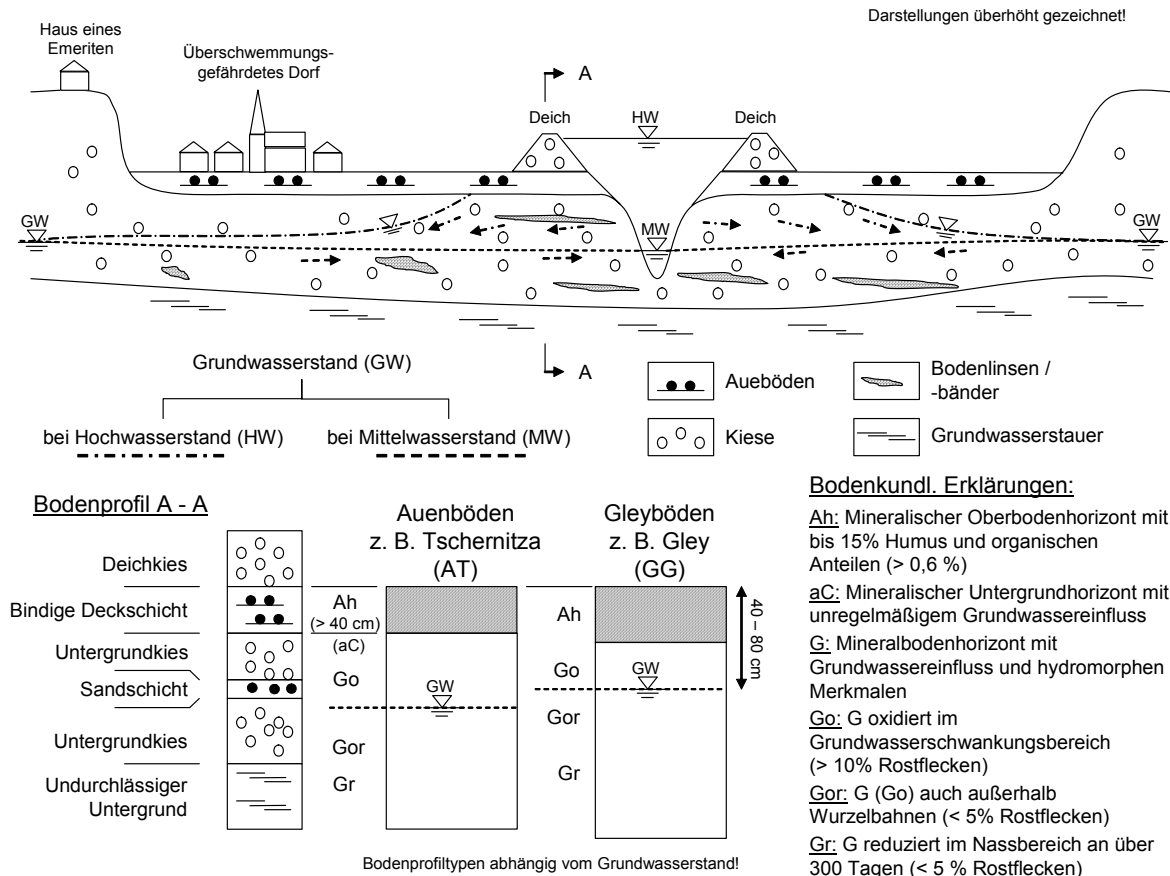 Darstellungen überhöht gezeichnet!
Haus eines
Emeriten
Überschwemmungs-
gefährdetes Dorf
A
Deich
HW
Deich
GW
MW
GW
A
Grundwasserstand (GW)
bei Hochwasserstand (HW)
bei Mittelwasserstand (MW)
Aueböden
Bodenlinsen /
-bänder
Kiese
Grundwasserstauer
Bodenprofil A - A
Deichkies
Bindige Deckschicht
Untergrundkies
Sandschicht
Untergrundkies
Undurchlässiger
Untergrund
Auenböden
z. B. Tschernitza
(AT)
Ah
(> 40 cm)
(aC)
Go
GW
Gor
Gr
Gleyböden
z. B. Gley
(GG)
Ah
Go
GW
Gor
Gr
40 – 80 cm
Bodenprofiltypen abhängig vom Grundwasserstand!
Bodenkundl. Erklärungen:
Ah: Mineralischer Oberbodenhorizont mit
bis 15% Humus und organischen
Anteilen (> 0,6 %)
aC: Mineralischer Untergrundhorizont mit
unregelmäßigem Grundwassereinfluss
G: Mineralbodenhorizont mit
Grundwassereinfluss und hydromorphen
Merkmalen
Go: G oxidiert im
Grundwasserschwankungsbereich
(> 10% Rostflecken)
Gor: G (Go) auch außerhalb
Wurzelbahnen (< 5% Rostflecken)
Gr: G reduziert im Nassbereich an über
300 Tagen (< 5 % Rostflecken)